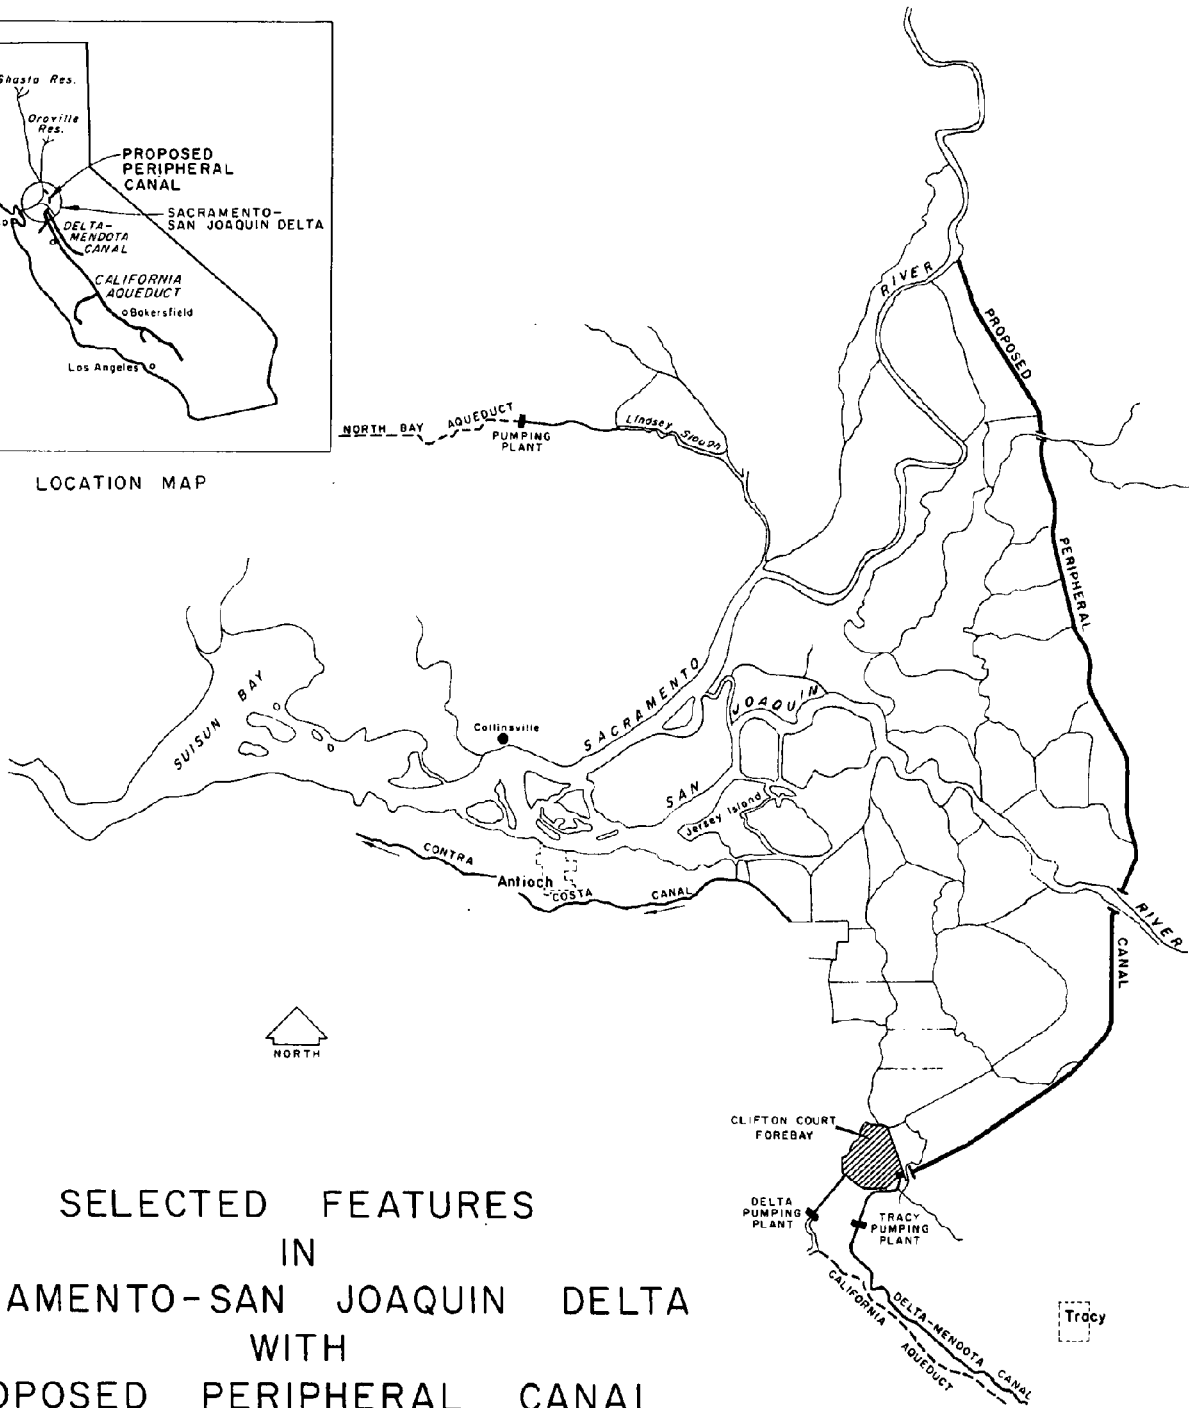 Shasta Res.
Oroville
Res.
PROPOSED
PERIPHERAL
CANAL
SACRAMENTO-
SAN JOAQUIN DELTA
DELTA-
MENDOTA
CANAL
CALIFORNIA
AQUEDUCT
Bakersfield
Los Angeles
LOCATION MAP
RIVER
PROPOSED
NORTH BAY AQUEDUCT
PUMPING
PLANT
Lindsey Slough
PERIPHERAL
SUISUN BAY
Collinsville
SACRAMENTO
JOAQUIN
SAN
Jersey Island
CONTRA
Antioch
COSTA
CANAL
RIVER
CANAL
NORTH
CLIFTON COURT
FOREBAY
DELTA
PUMPING
PLANT
TRACY
PUMPING
PLANT
CALIFORNIA
AQUEDUCT
DELTA-MENDOTA CANAL
Tracy
SELECTED FEATURES
IN
AMENTO-SAN JOAQUIN DELTA
WITH
OPOSED PERIPHERAL CANAL